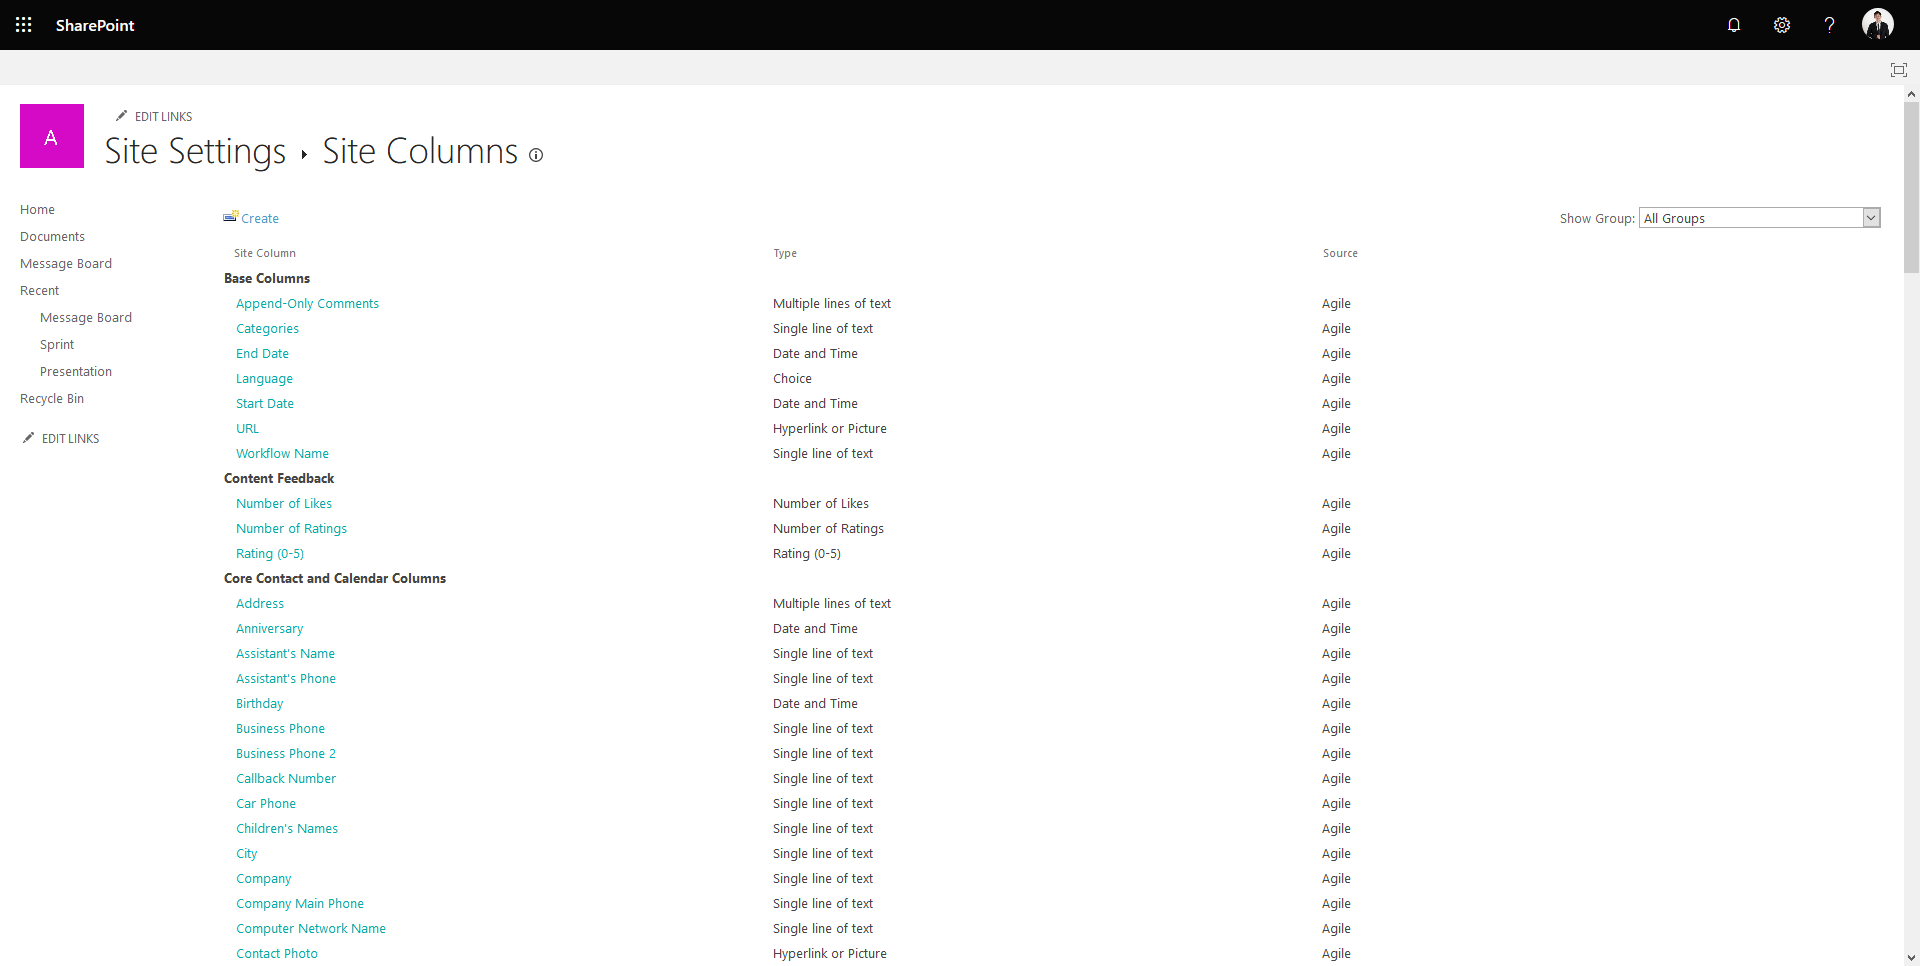 SharePoint
A
EDIT LINKS
Site Settings ▸ Site Columns
Home
Documents
Message Board
Recent
Message Board
Sprint
Presentation
Recycle Bin
EDIT LINKS
Create
Show Group: All Groups
Site Column Type Source
Base Columns
Append-Only Comments Multiple lines of text Agile
Categories Single line of text Agile
End Date Date and Time Agile
Language Choice Agile
Start Date Date and Time Agile
URL Hyperlink or Picture Agile
Workflow Name Single line of text Agile
Content Feedback
Number of Likes Number of Likes Agile
Number of Ratings Number of Ratings Agile
Rating (0-5) Rating (0-5) Agile
Core Contact and Calendar Columns
Address Multiple lines of text Agile
Anniversary Date and Time Agile
Assistant's Name Single line of text Agile
Assistant's Phone Single line of text Agile
Birthday Date and Time Agile
Business Phone Single line of text Agile
Business Phone 2 Single line of text Agile
Callback Number Single line of text Agile
Car Phone Single line of text Agile
Children's Names Single line of text Agile
City Single line of text Agile
Company Single line of text Agile
Company Main Phone Single line of text Agile
Computer Network Name Single line of text Agile
Contact Photo Hyperlink or Picture Agile